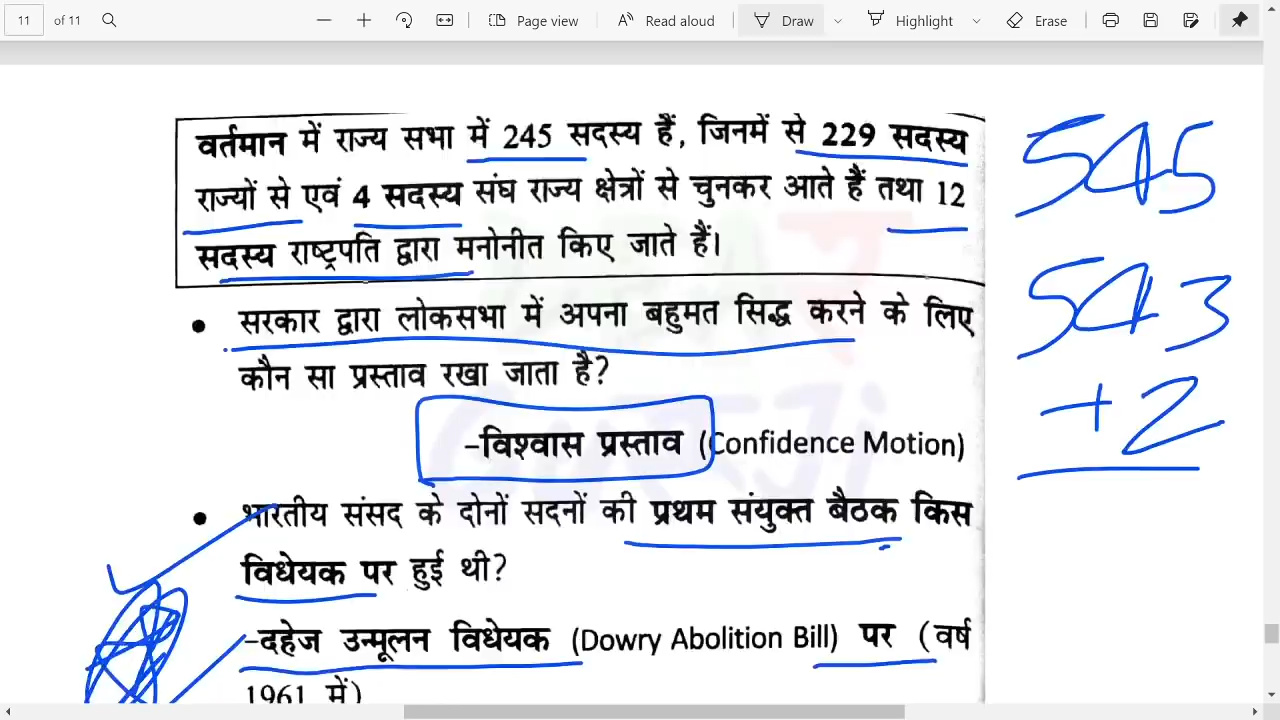 11 of 11 Page view Read aloud Draw Highlight Erase
वर्तमान में राज्य सभा में 245 सदस्य हैं, जिनमें से 229 सदस्य
राज्यों से एवं 4 सदस्य संघ राज्य क्षेत्रों से चुनकर आते हैं तथा 12
सदस्य राष्ट्रपति द्वारा मनोनीत किए जाते हैं।
• सरकार द्वारा लोकसभा में अपना बहुमत सिद्ध करने के लिए
कौन सा प्रस्ताव रखा जाता है?
–विश्वास प्रस्ताव (Confidence Motion)
• भारतीय संसद के दोनों सदनों की प्रथम संयुक्त बैठक किस
विधेयक पर हुई थी?
–दहेज उन्मूलन विधेयक (Dowry Abolition Bill) पर (वर्ष
1961 में)
545
543
+2